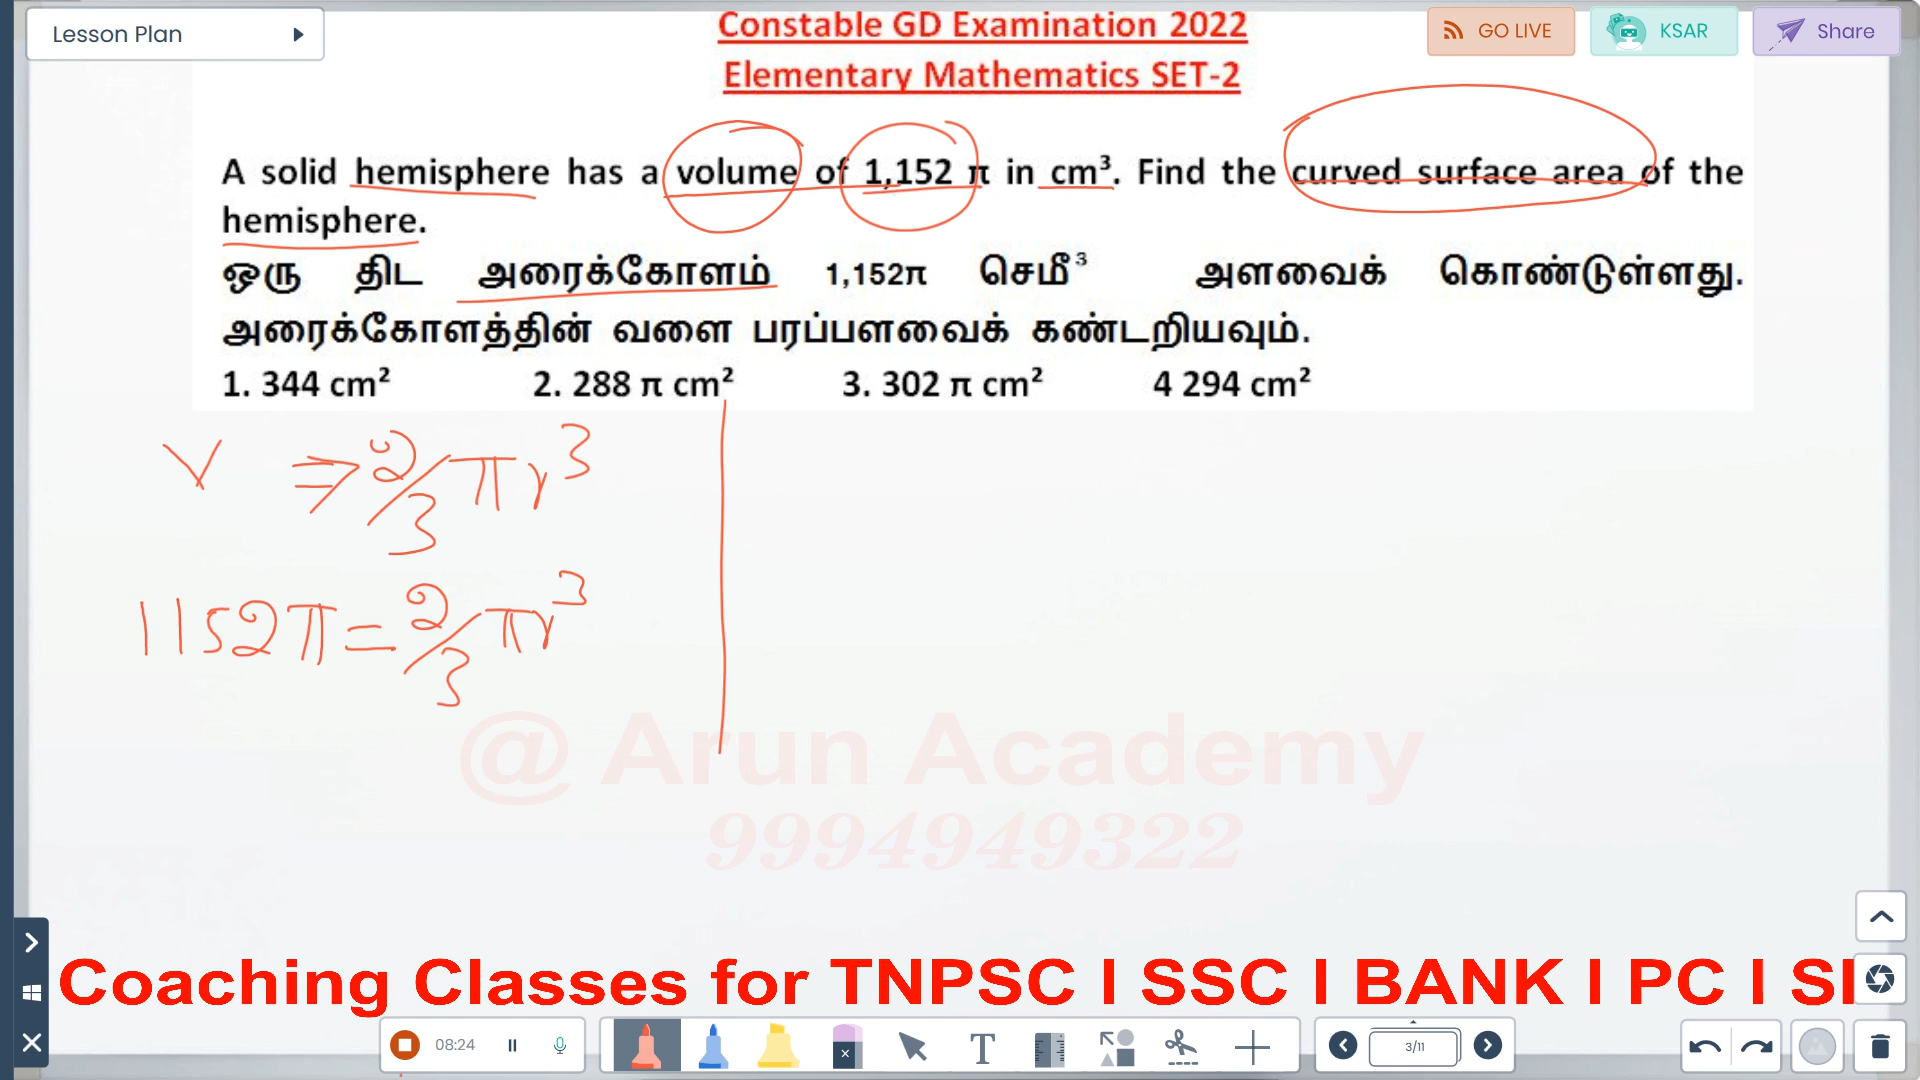 Lesson Plan
GO LIVE
KSAR
Share
Constable GD Examination 2022
Elementary Mathematics SET-2
A solid hemisphere has a volume of 1,152 π in cm³. Find the curved surface area of the
hemisphere.
ஒரு திட அரைக்கோளம் 1,152π செமீ³ அளவைக் கொண்டுள்ளது.
அரைக்கோளத்தின் வளை பரப்பளவைக் கண்டறியவும்.
1. 344 cm² 2. 288 π cm² 3. 302 π cm² 4 294 cm²
V ⇒ 2/3 πr³
1152π = 2/3 πr³
@ Arun Academy
9994949322
Coaching Classes for TNPSC I SSC I BANK I PC I SI
08:24
3/11